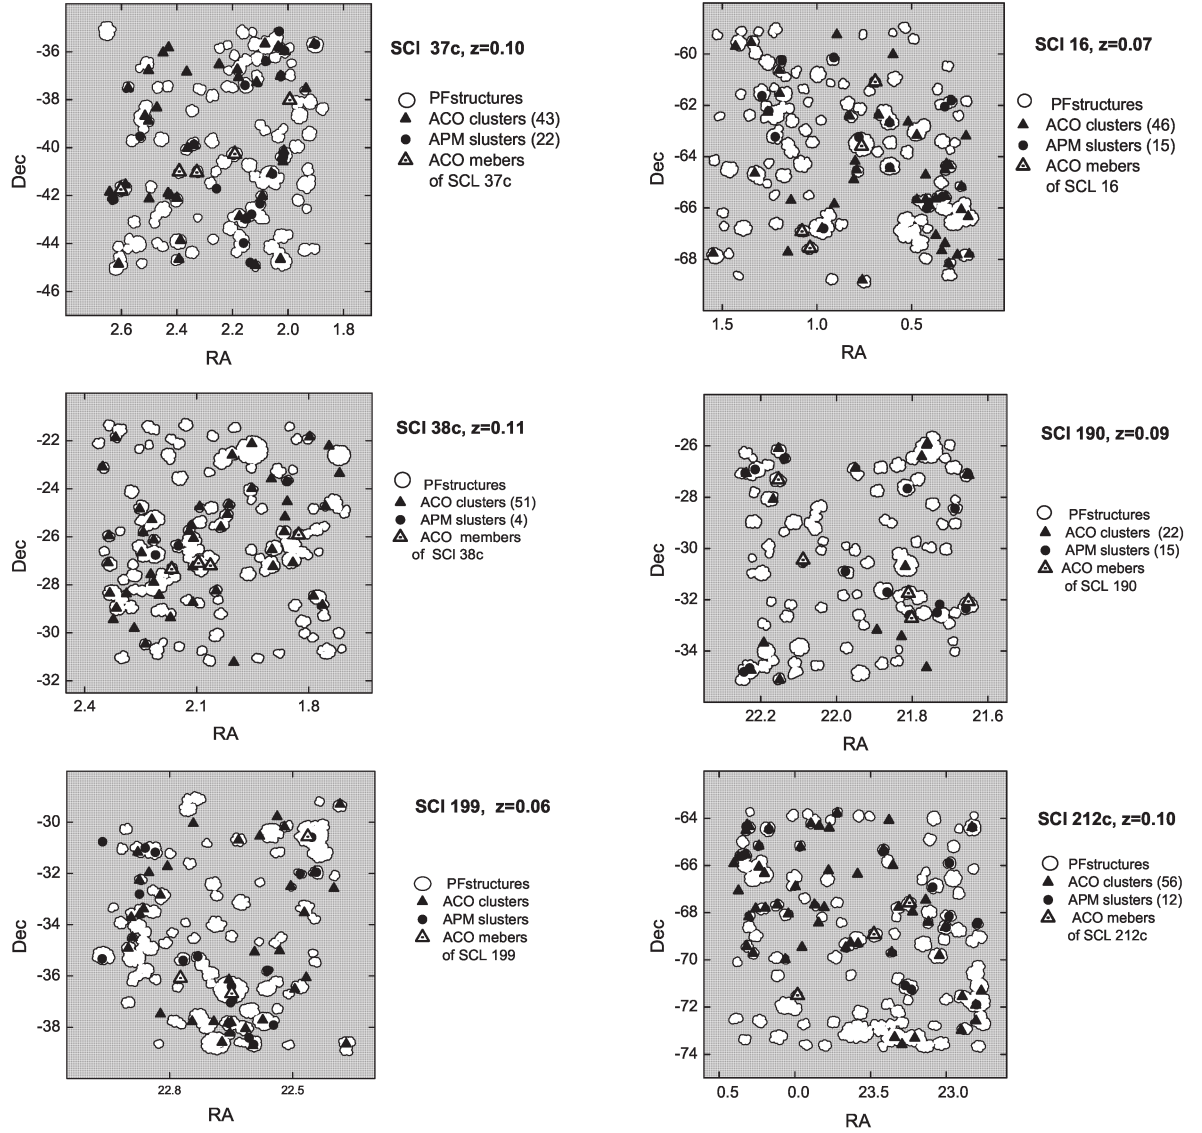 SCl 37c, z=0.10
PFstructures
ACO clusters (43)
APM slusters (22)
ACO mebers
of SCL 37c
Dec
-36
-38
-40
-42
-44
-46
2.6 2.4 2.2 2.0 1.8
RA
SCl 16, z=0.07
PFstructures
ACO clusters (46)
APM slusters (15)
ACO mebers
of SCL 16
Dec
-60
-62
-64
-66
-68
1.5 1.0 0.5
RA
SCl 38c, z=0.11
PFstructures
ACO clusters (51)
APM slusters (4)
ACO members
of SCl 38c
Dec
-22
-24
-26
-28
-30
-32
2.4 2.1 1.8
RA
SCl 190, z=0.09
PFstructures
ACO clusters (22)
APM slusters (15)
ACO mebers
of SCL 190
Dec
-26
-28
-30
-32
-34
22.2 22.0 21.8 21.6
RA
SCl 199, z=0.06
PFstructures
ACO clusters
APM slusters
ACO mebers
of SCL 199
Dec
-30
-32
-34
-36
-38
22.8 22.5
RA
SCl 212c, z=0.10
PFstructures
ACO clusters (56)
APM slusters (12)
ACO mebers
of SCL 212c
Dec
-64
-66
-68
-70
-72
-74
0.5 0.0 23.5 23.0
RA